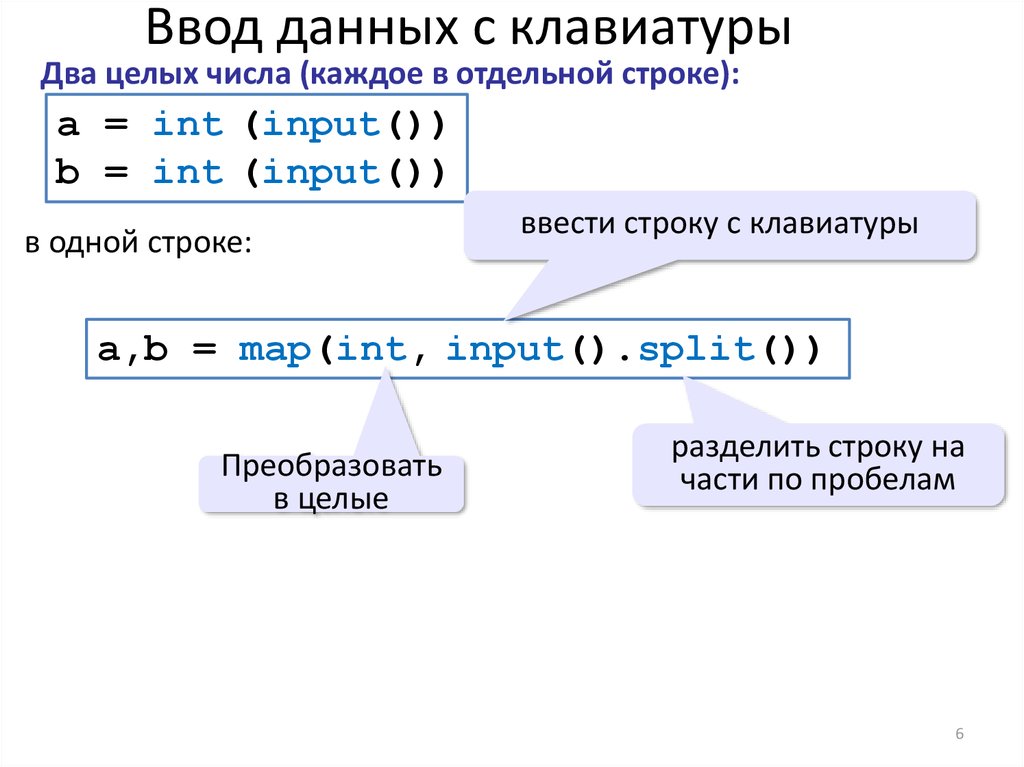 Ввод данных с клавиатуры
Два целых числа (каждое в отдельной строке):
a = int (input())
b = int (input())
ввести строку с клавиатуры
в одной строке:
a,b = map(int, input().split())
Преобразовать
в целые
разделить строку на
части по пробелам
6